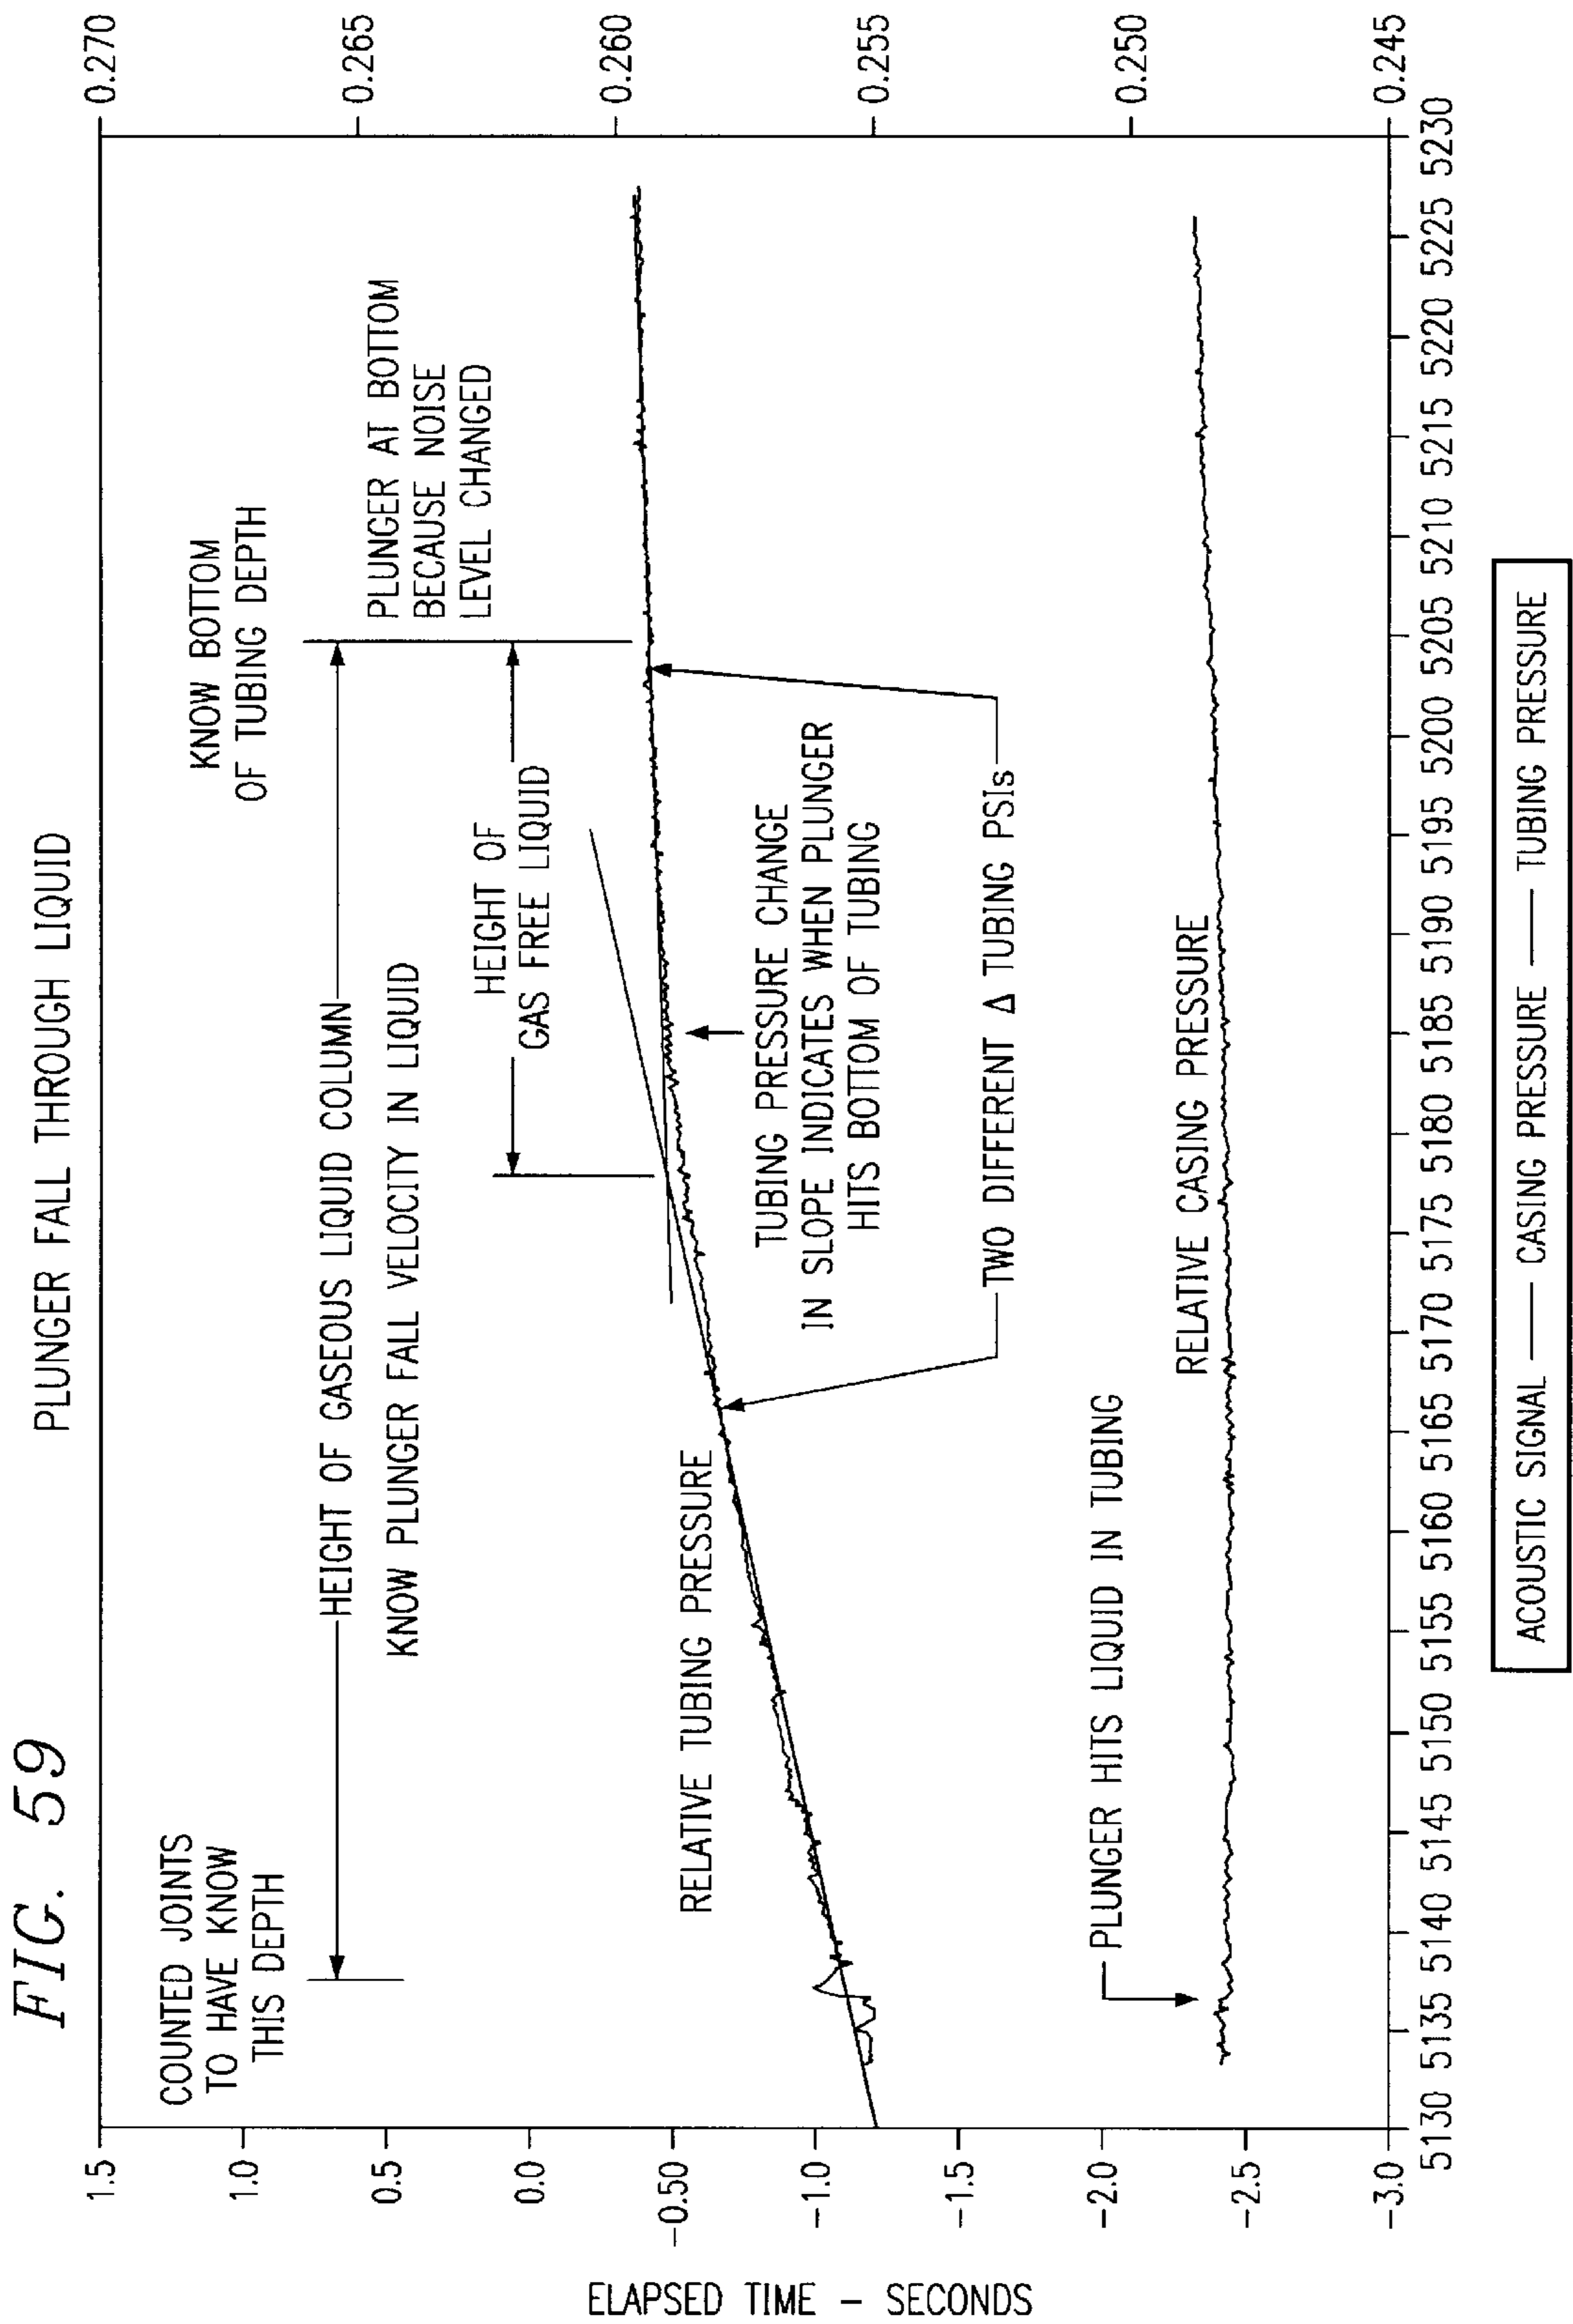 FIG. 59
PLUNGER FALL THROUGH LIQUID
COUNTED JOINTS
TO HAVE KNOW
THIS DEPTH
KNOW BOTTOM
OF TUBING DEPTH
HEIGHT OF GASEOUS LIQUID COLUMN
KNOW PLUNGER FALL VELOCITY IN LIQUID
PLUNGER AT BOTTOM
BECAUSE NOISE
LEVEL CHANGED
HEIGHT OF
GAS FREE LIQUID
RELATIVE TUBING PRESSURE
TUBING PRESSURE CHANGE
IN SLOPE INDICATES WHEN PLUNGER
HITS BOTTOM OF TUBING
TWO DIFFERENT Δ TUBING PSIs
PLUNGER HITS LIQUID IN TUBING
RELATIVE CASING PRESSURE
1.5
1.0
0.5
0.0
-0.50
-1.0
-1.5
-2.0
-2.5
-3.0
0.270
0.265
0.260
0.255
0.250
0.245
5130 5135 5140 5145 5150 5155 5160 5165 5170 5175 5180 5185 5190 5195 5200 5205 5210 5215 5220 5225 5230
ELAPSED TIME - SECONDS
ACOUSTIC SIGNAL — CASING PRESSURE — TUBING PRESSURE